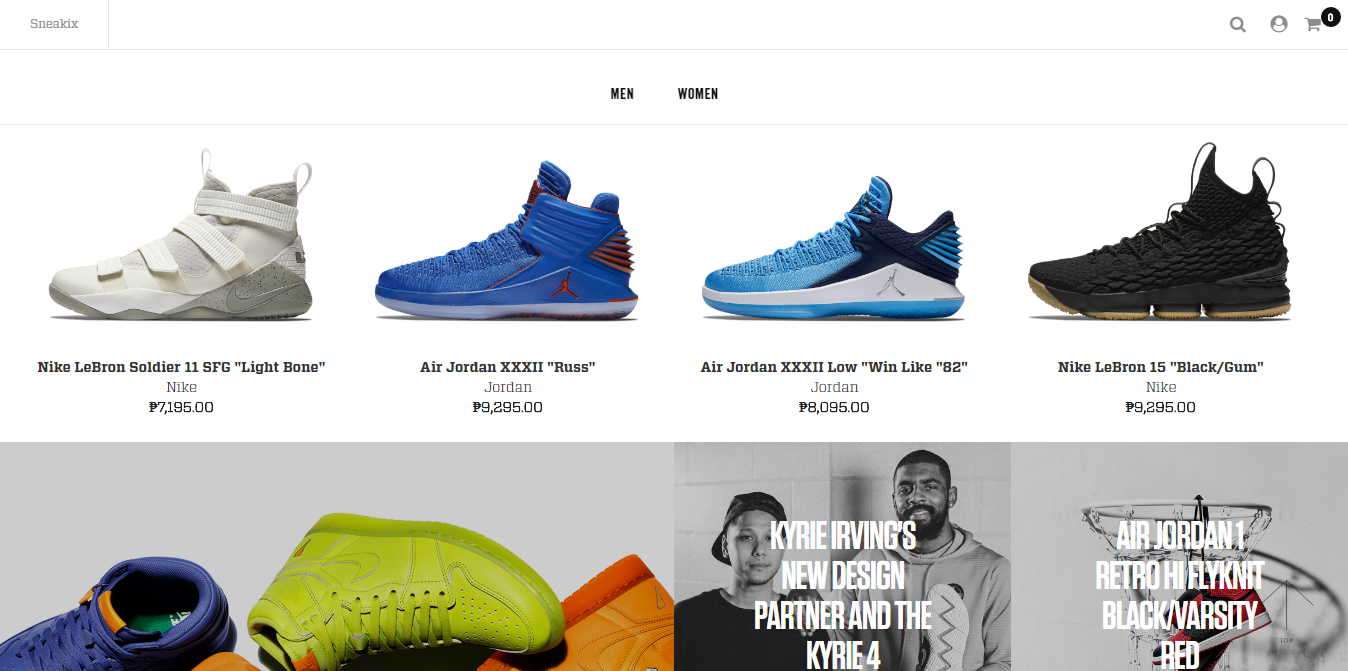 Sneakix
0
MEN
WOMEN
Nike LeBron Soldier 11 SFG "Light Bone"
Nike
₱7,195.00
Air Jordan XXXII "Russ"
Jordan
₱9,295.00
Air Jordan XXXII Low "Win Like "82"
Jordan
₱8,095.00
Nike LeBron 15 "Black/Gum"
Nike
₱9,295.00
KYRIE IRVING'S
NEW DESIGN
PARTNER AND THE
KYRIE 4
AIR JORDAN 1
RETRO HI FLYKNIT
BLACK/VARSITY
RED
TOP